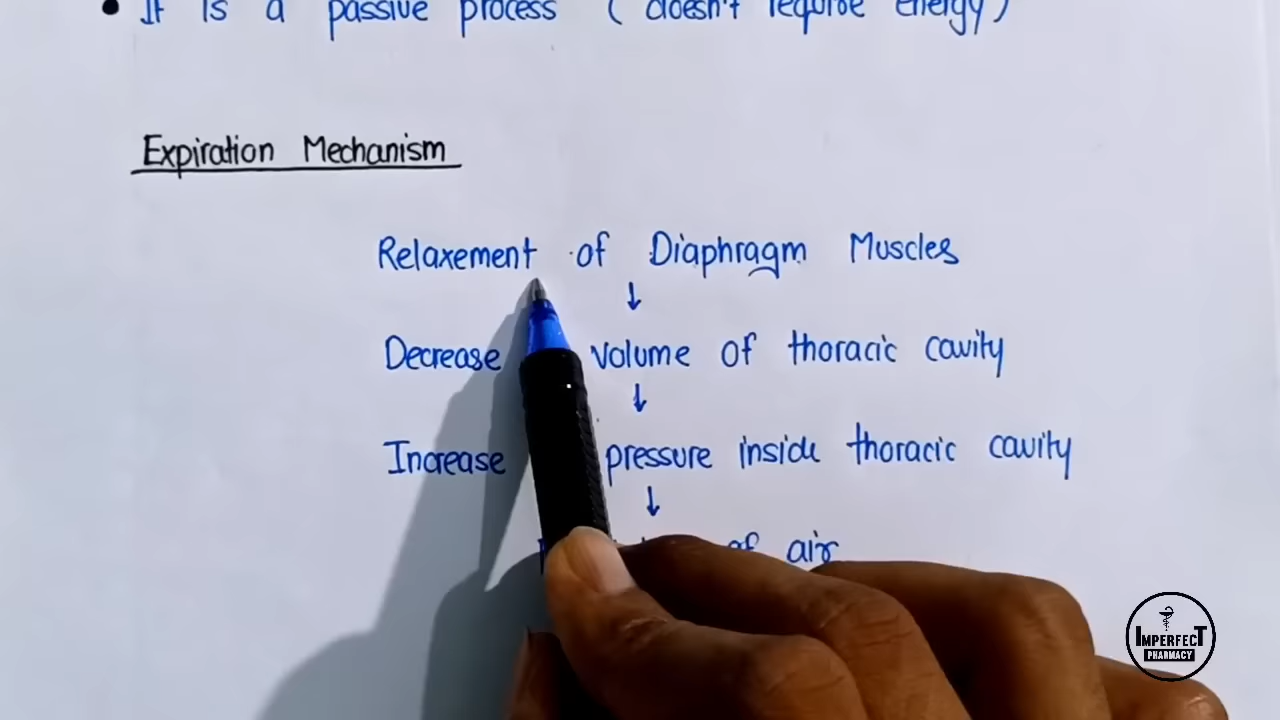 • It is a passive process ( doesn't require energy )
Expiration Mechanism
Relaxement of Diaphragm Muscles
↓
Decrease volume of thoracic cavity
↓
Increase pressure inside thoracic cavity
↓
of air
IMPERFECT
PHARMACY